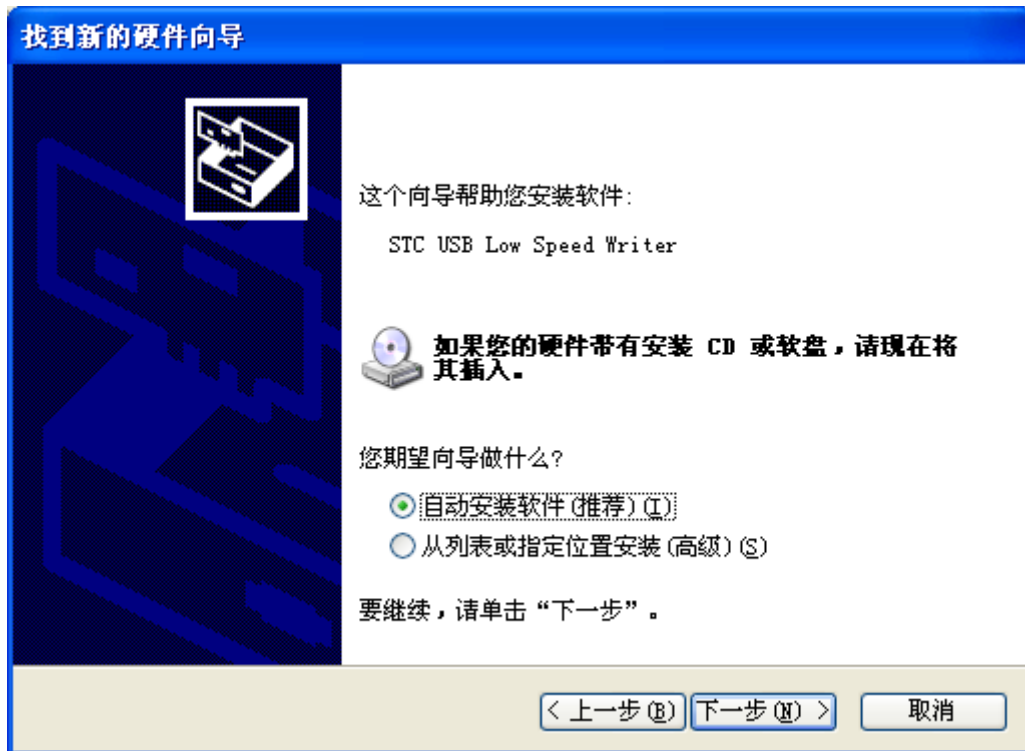 找到新的硬件向导
这个向导帮助您安装软件:
STC USB Low Speed Writer
如果您的硬件带有安装 CD 或软盘，请现在将
其插入。
您期望向导做什么?
自动安装软件(推荐)(I)
从列表或指定位置安装(高级)(S)
要继续，请单击“下一步”。
< 上一步(B) 下一步(N) > 取消